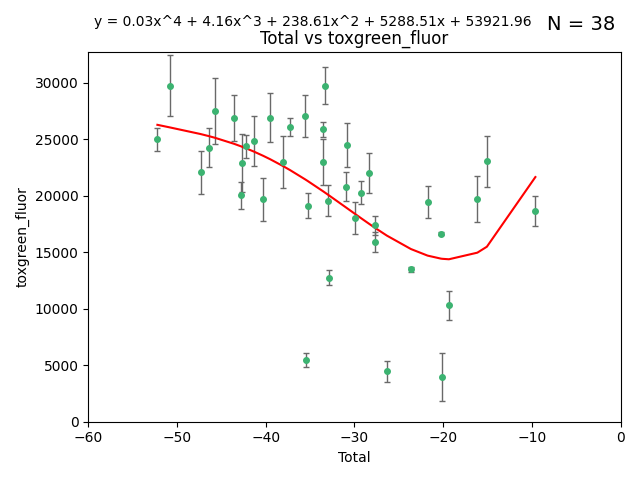 y = 0.03x^4 + 4.16x^3 + 238.61x^2 + 5288.51x + 53921.96 N = 38
Total vs toxgreen_fluor
30000
25000
20000
15000
10000
5000
0
toxgreen_fluor
−60 −50 −40 −30 −20 −10 0
Total